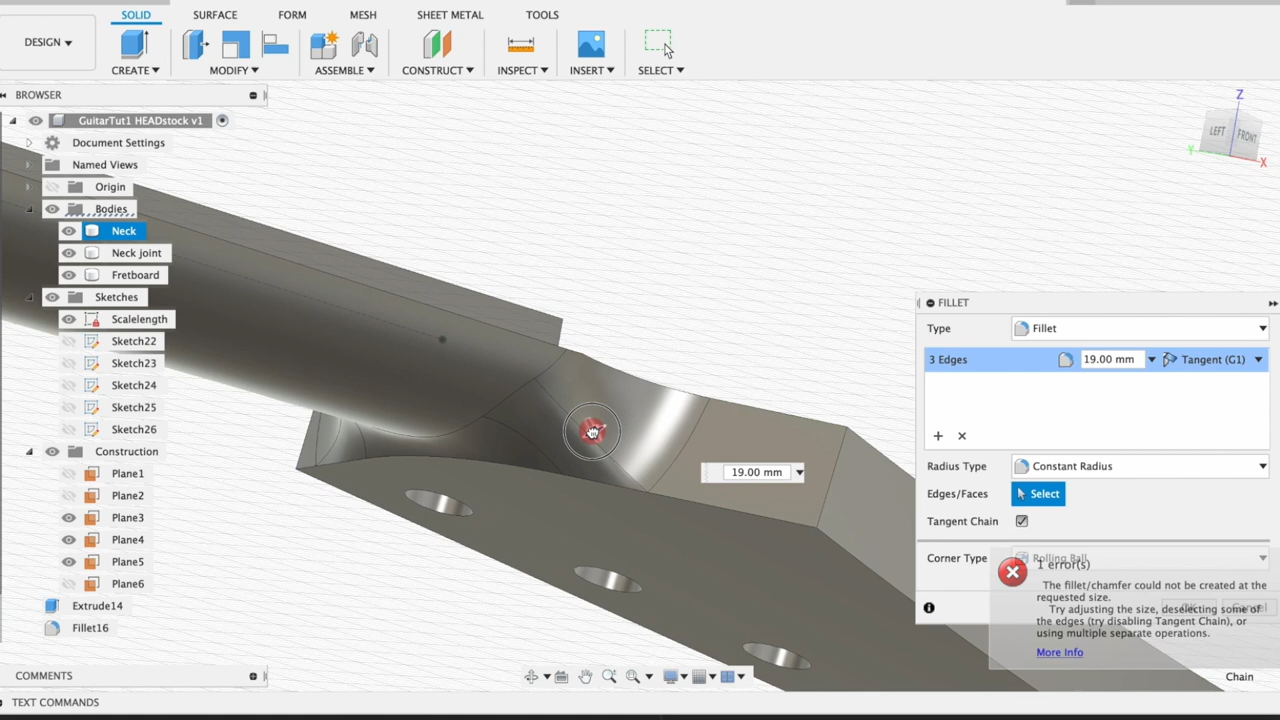 SOLID SURFACE FORM MESH SHEET METAL TOOLS
DESIGN
CREATE MODIFY ASSEMBLE CONSTRUCT INSPECT INSERT SELECT
BROWSER
GuitarTut1 HEADstock v1
Document Settings
Named Views
Origin
Bodies
Neck
Neck joint
Fretboard
Sketches
Scalelength
Sketch22
Sketch23
Sketch24
Sketch25
Sketch26
Construction
Plane1
Plane2
Plane3
Plane4
Plane5
Plane6
Extrude14
Fillet16
COMMENTS
TEXT COMMANDS
Z
LEFT FRONT
Y
X
19.00 mm
FILLET
Type Fillet
3 Edges 19.00 mm Tangent (G1)
Radius Type Constant Radius
Edges/Faces Select
Tangent Chain
Corner Type Rolling Ball
1 error(s)
The fillet/chamfer could not be created at the
requested size.
Try adjusting the size, deselecting some of
the edges (try disabling Tangent Chain), or
using multiple separate operations.
More Info
Cancel
Chain